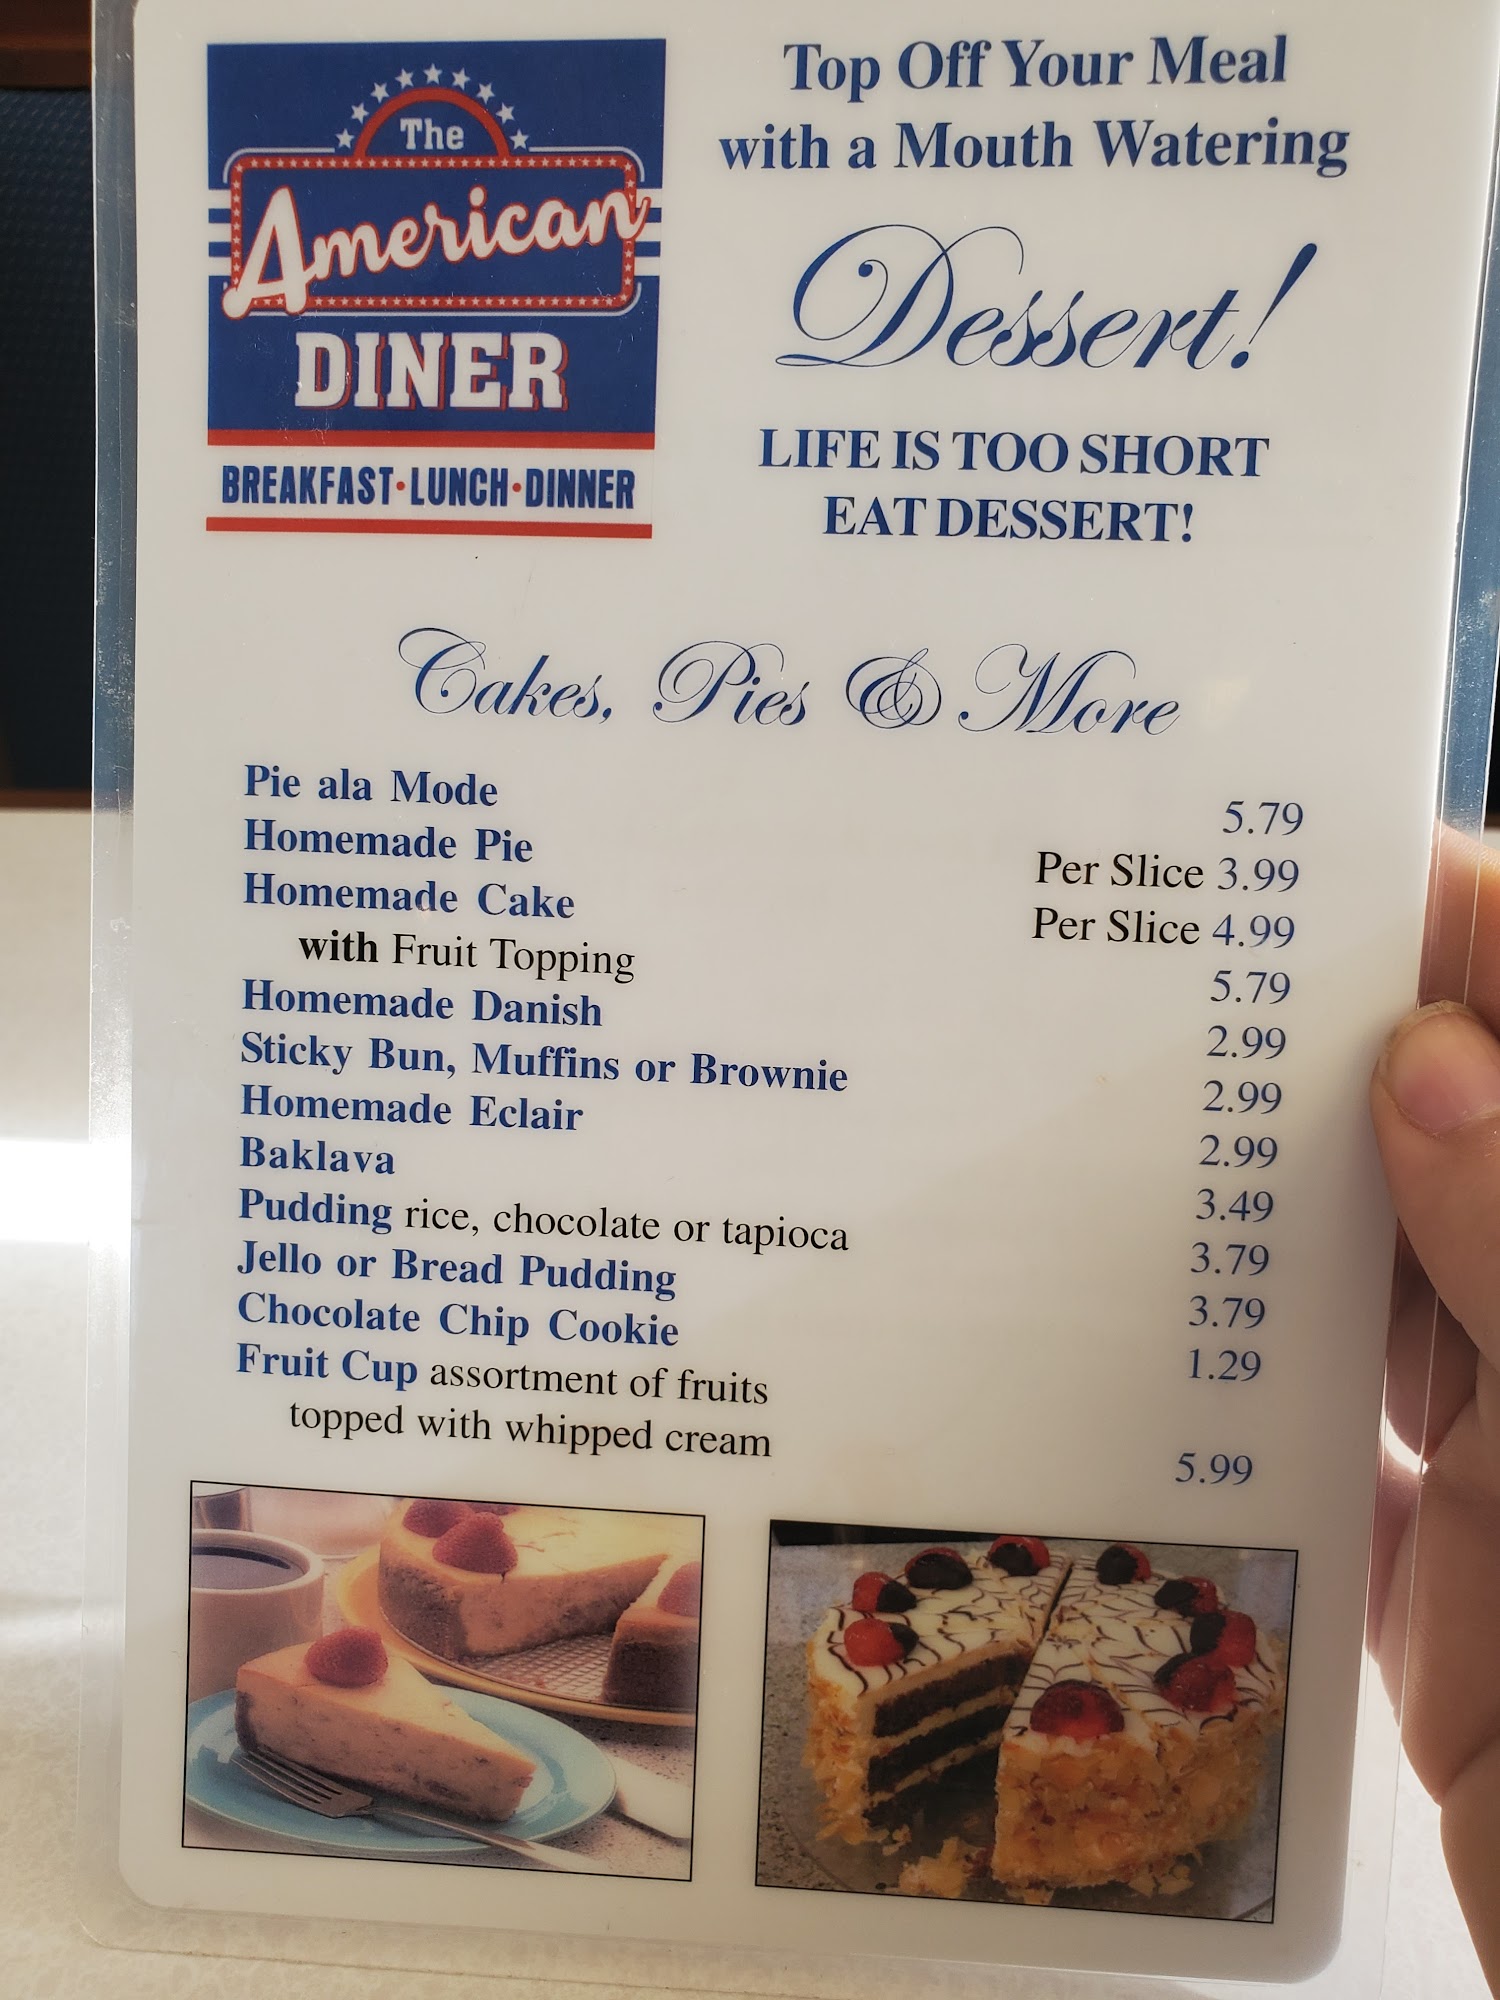 The
American
DINER
BREAKFAST·LUNCH·DINNER
Top Off Your Meal
with a Mouth Watering
Dessert!
LIFE IS TOO SHORT
EAT DESSERT!
Cakes, Pies & More
Pie ala Mode 5.79
Homemade Pie Per Slice 3.99
Homemade Cake Per Slice 4.99
with Fruit Topping 5.79
Homemade Danish 2.99
Sticky Bun, Muffins or Brownie 2.99
Homemade Eclair 2.99
Baklava 3.49
Pudding rice, chocolate or tapioca 3.79
Jello or Bread Pudding 3.79
Chocolate Chip Cookie 1.29
Fruit Cup assortment of fruits
topped with whipped cream 5.99